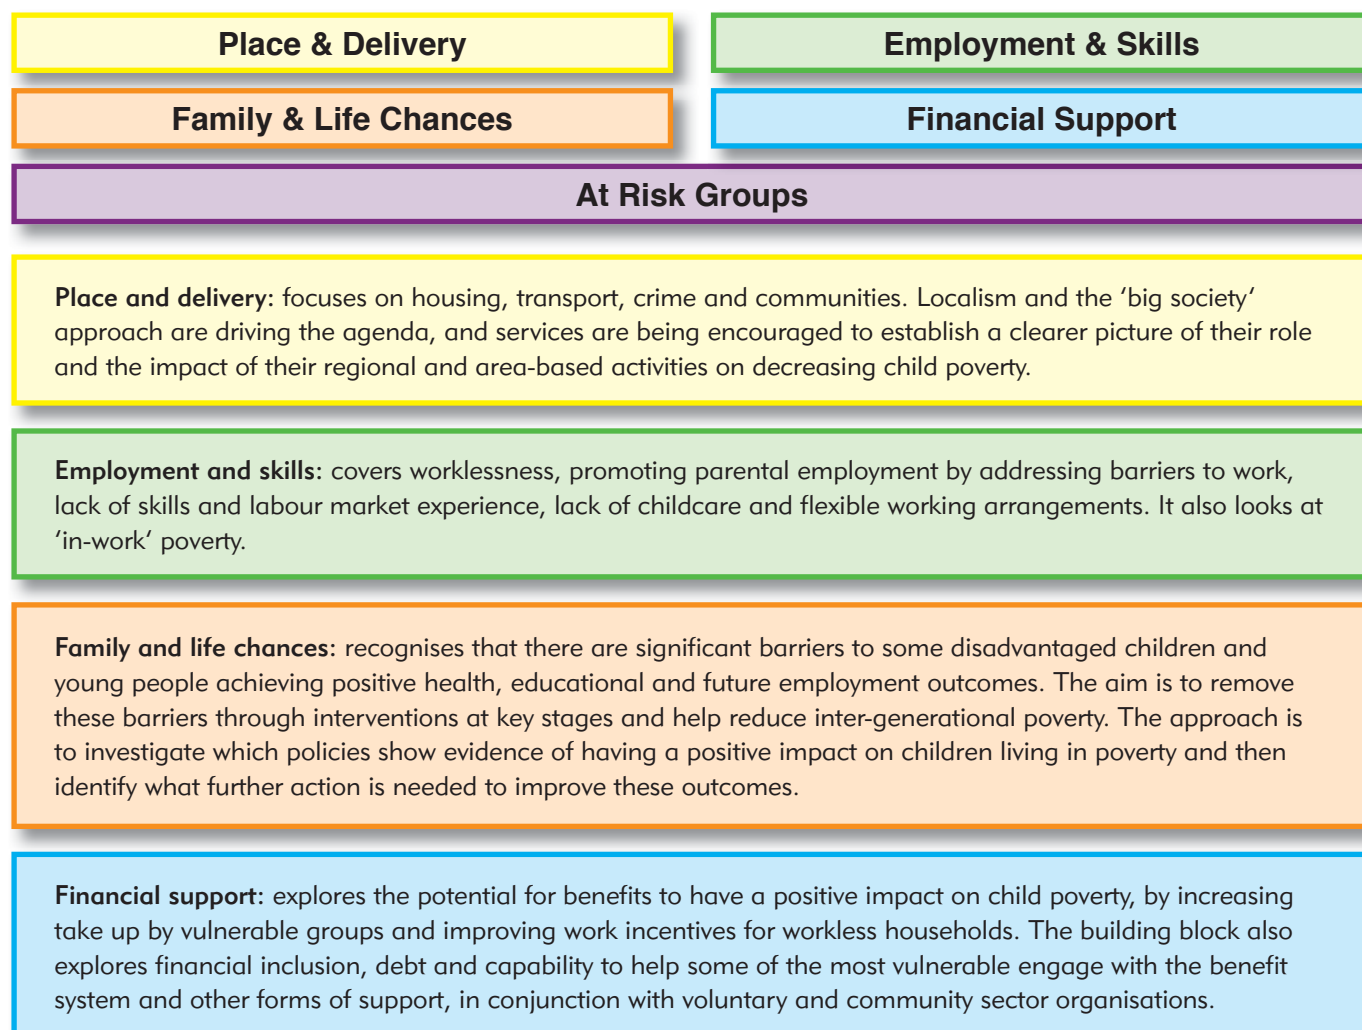 Place & Delivery
Employment & Skills
Family & Life Chances
Financial Support
At Risk Groups
Place and delivery: focuses on housing, transport, crime and communities. Localism and the ‘big society’
approach are driving the agenda, and services are being encouraged to establish a clearer picture of their role
and the impact of their regional and area-based activities on decreasing child poverty.
Employment and skills: covers worklessness, promoting parental employment by addressing barriers to work,
lack of skills and labour market experience, lack of childcare and flexible working arrangements. It also looks at
‘in-work’ poverty.
Family and life chances: recognises that there are significant barriers to some disadvantaged children and
young people achieving positive health, educational and future employment outcomes. The aim is to remove
these barriers through interventions at key stages and help reduce inter-generational poverty. The approach is
to investigate which policies show evidence of having a positive impact on children living in poverty and then
identify what further action is needed to improve these outcomes.
Financial support: explores the potential for benefits to have a positive impact on child poverty, by increasing
take up by vulnerable groups and improving work incentives for workless households. The building block also
explores financial inclusion, debt and capability to help some of the most vulnerable engage with the benefit
system and other forms of support, in conjunction with voluntary and community sector organisations.